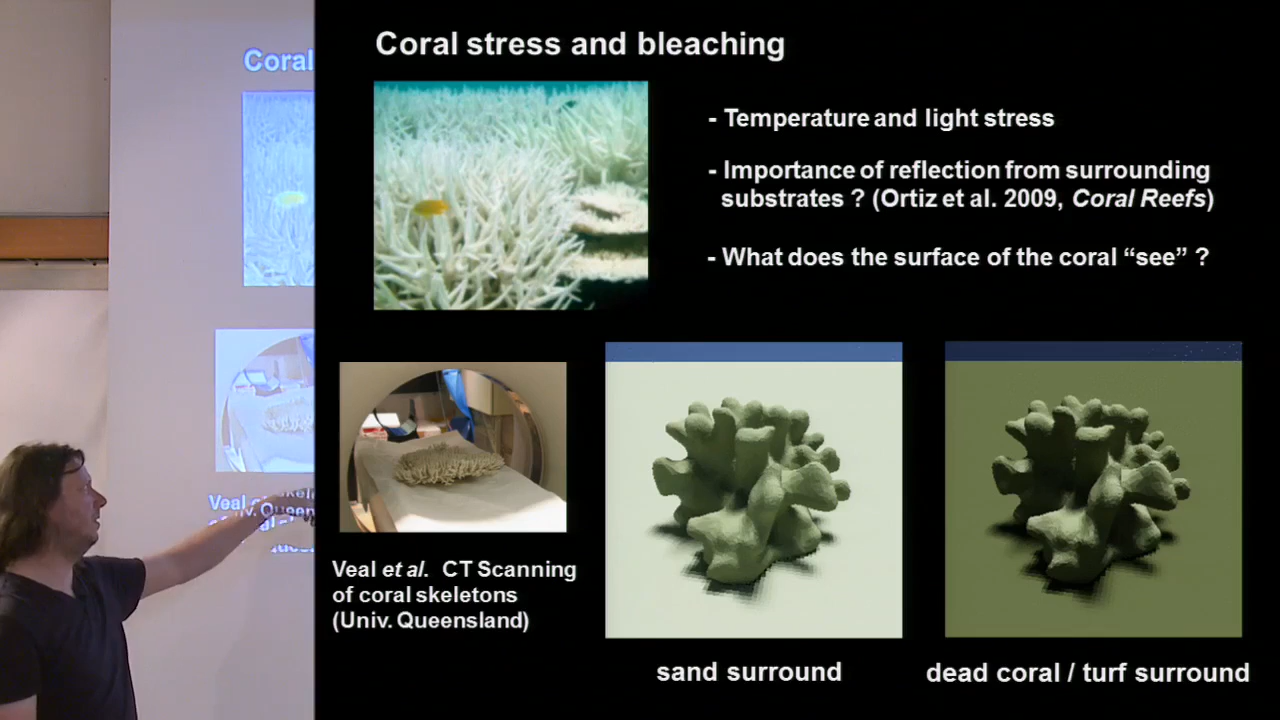 Coral
Coral stress and bleaching
- Temperature and light stress
- Importance of reflection from surrounding
substrates ? (Ortiz et al. 2009, Coral Reefs)
- What does the surface of the coral “see” ?
Veal
Veal et al. CT Scanning
of coral skeletons
(Univ. Queensland)
sand surround
dead coral / turf surround